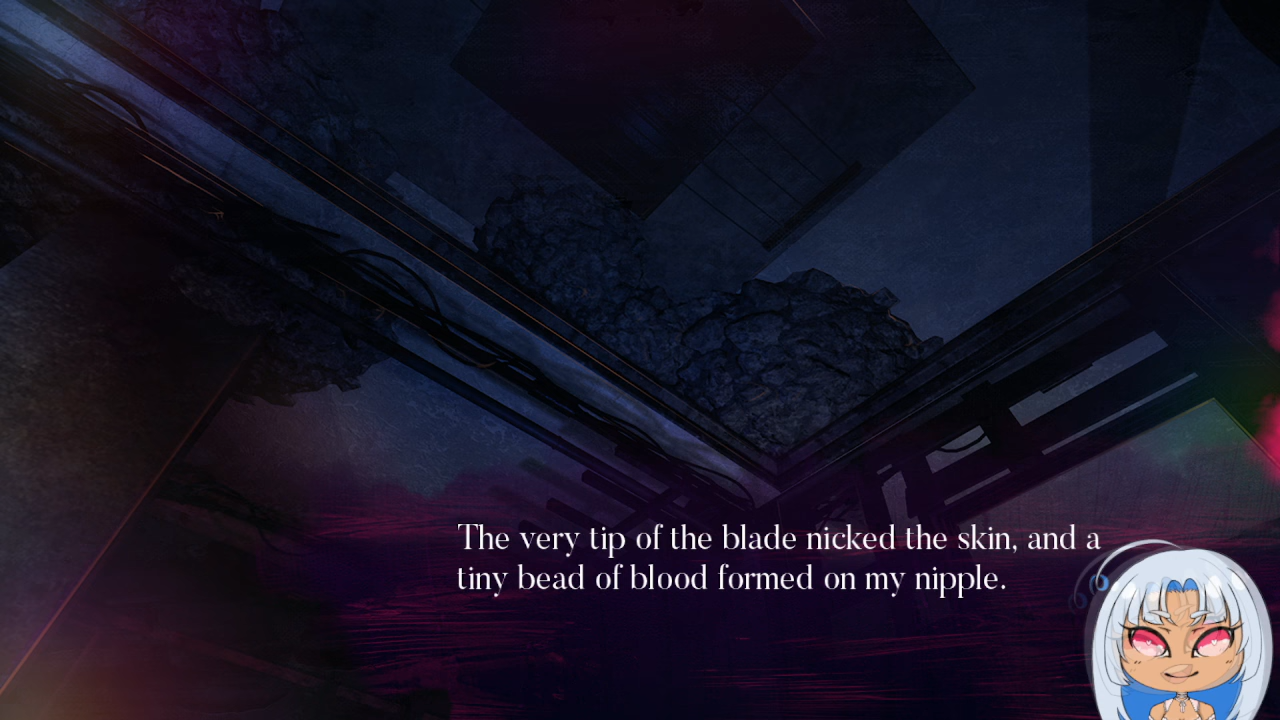 The very tip of the blade nicked the skin, and a
tiny bead of blood formed on my nipple.